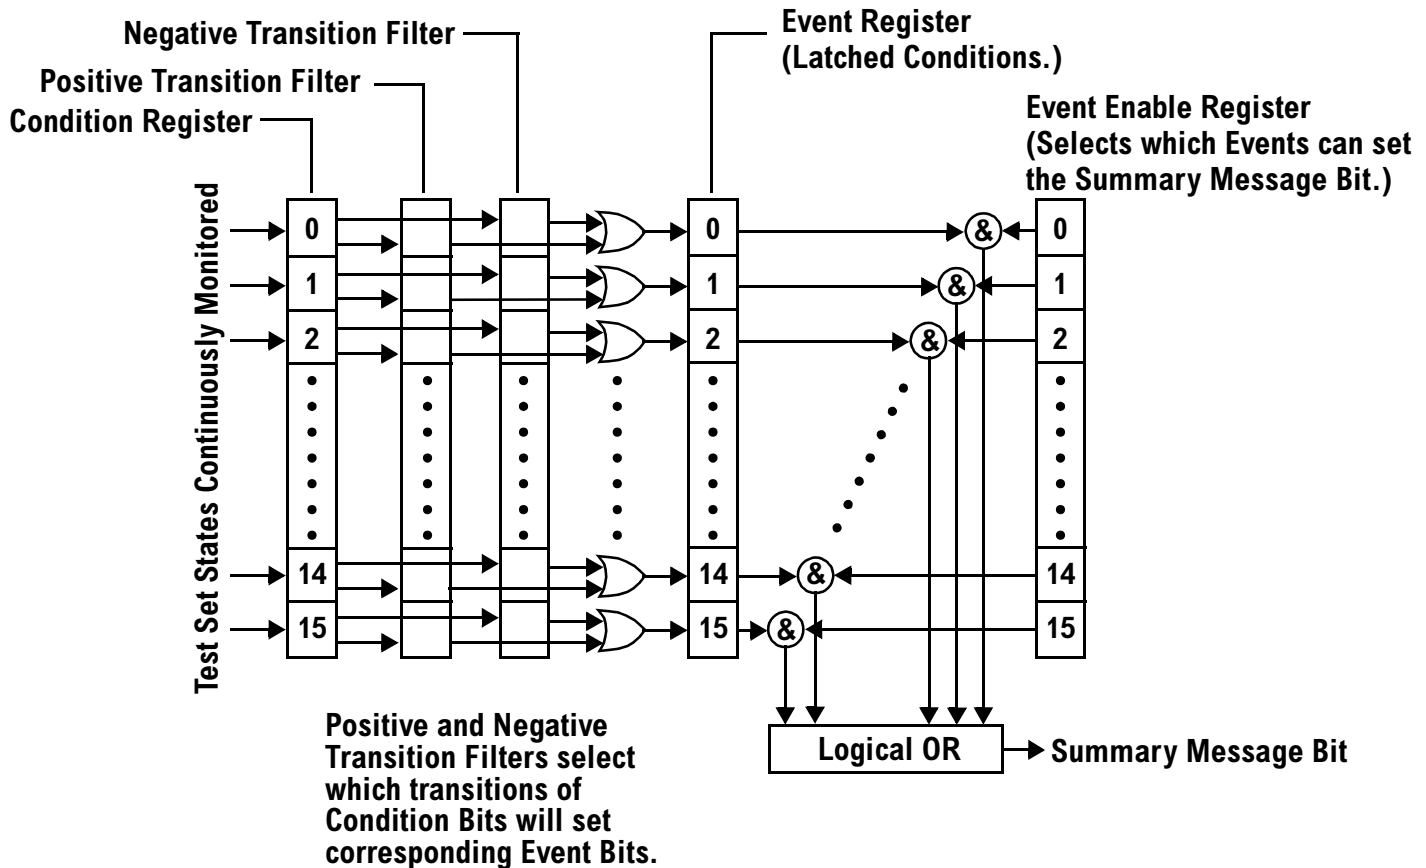 Negative Transition Filter
Positive Transition Filter
Condition Register
Event Register
(Latched Conditions.)
Event Enable Register
(Selects which Events can set
the Summary Message Bit.)
Test Set States Continuously Monitored
0 0 & 0
1 1 & 1
2 2 & 2
14 14 & 14
15 15 & 15
Logical OR
Summary Message Bit
Positive and Negative
Transition Filters select
which transitions of
Condition Bits will set
corresponding Event Bits.